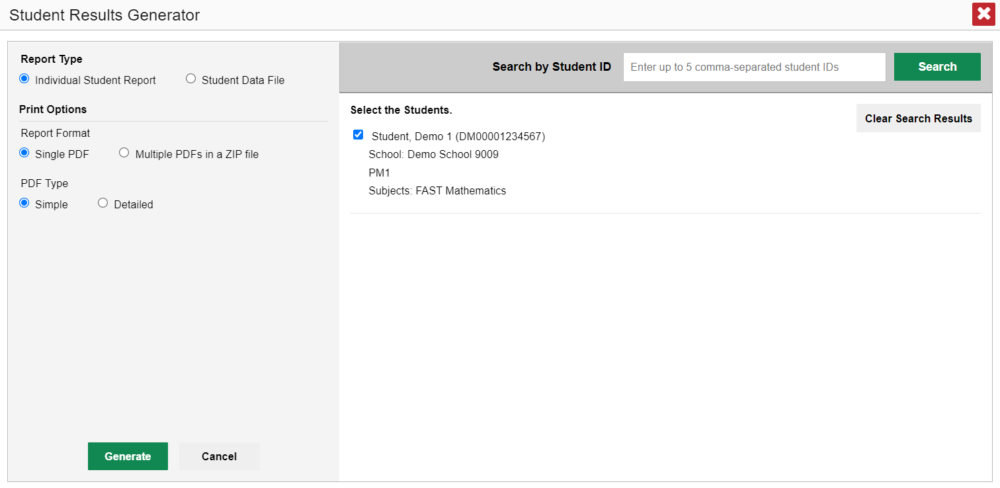 Student Results Generator
Report Type
Individual Student Report
Student Data File
Print Options
Report Format
Single PDF
Multiple PDFs in a ZIP file
PDF Type
Simple
Detailed
Generate
Cancel
Search by Student ID
Enter up to 5 comma-separated student IDs
Search
Select the Students.
Clear Search Results
Student, Demo 1 (DM00001234567)
School: Demo School 9009
PM1
Subjects: FAST Mathematics